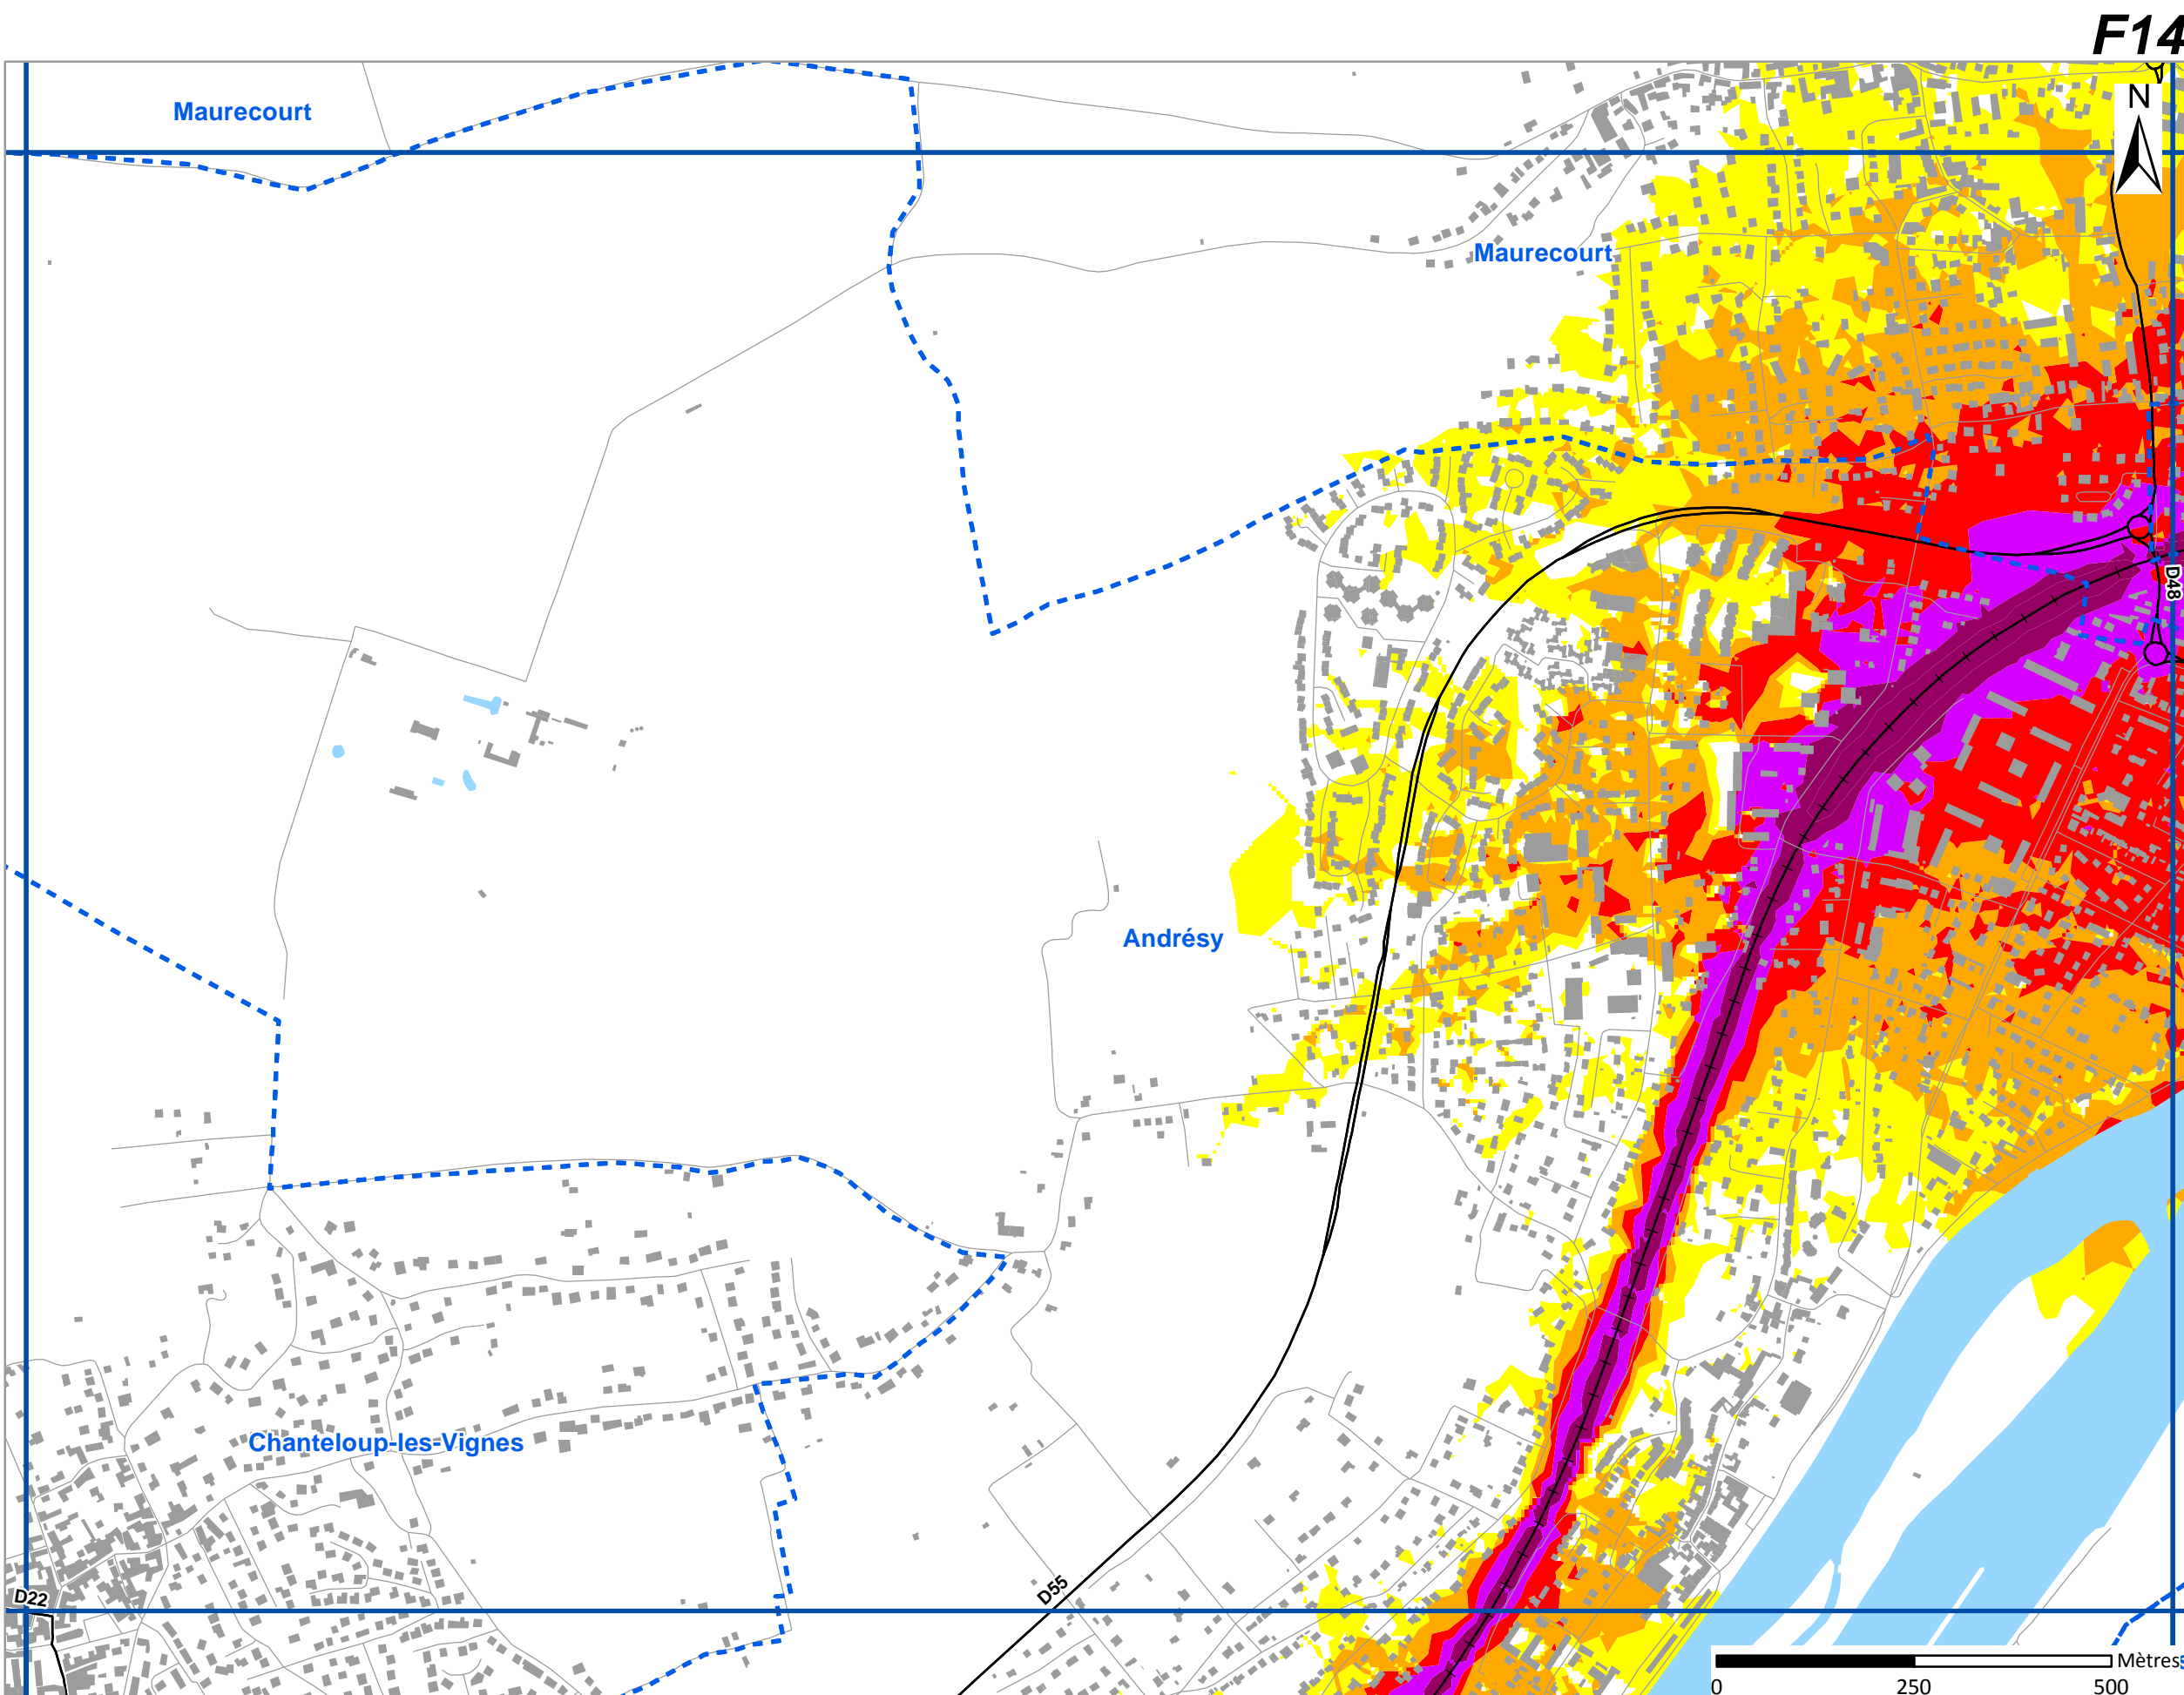 F14
Maurecourt
N
Maurecourt
D48
Andrésy
Chanteloup-les-Vignes
D22
D55
Mètres
0 250 500